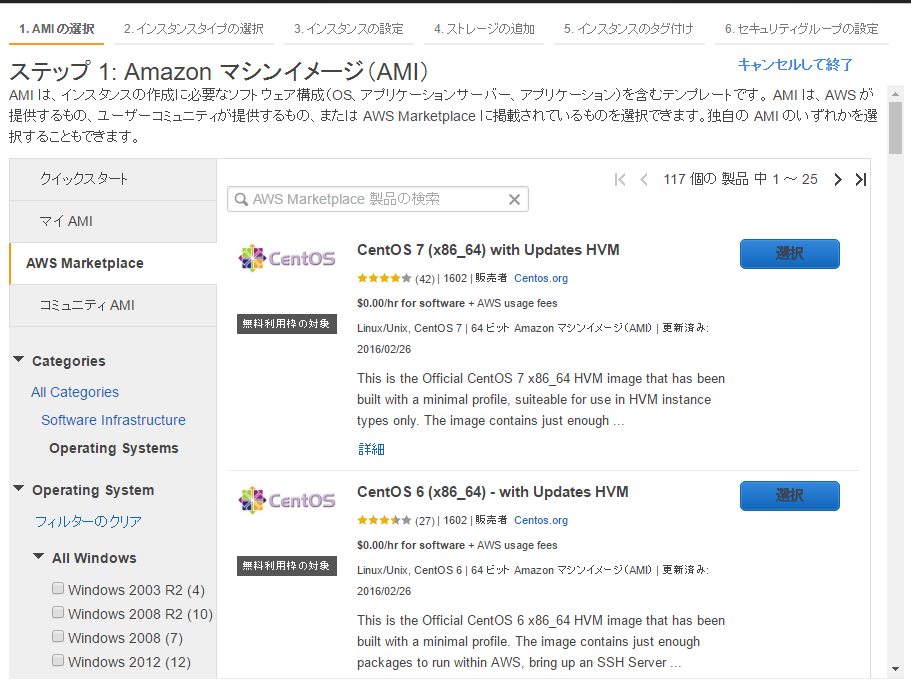 1. AMI の選択
2. インスタンスタイプの選択
3. インスタンスの設定
4. ストレージの追加
5. インスタンスのタグ付け
6. セキュリティグループの設定
ステップ 1: Amazon マシンイメージ（AMI）
キャンセルして終了
AMI は、インスタンスの作成に必要なソフトウェア構成（OS、アプリケーションサーバー、アプリケーション）を含むテンプレートです。AMI は、AWS が
提供するもの、ユーザーコミュニティが提供するもの、または AWS Marketplace に掲載されているものを選択できます。独自の AMI のいずれかを選
択することもできます。
クイックスタート
マイ AMI
AWS Marketplace
コミュニティ AMI
Categories
All Categories
Software Infrastructure
Operating Systems
Operating System
フィルターのクリア
All Windows
Windows 2003 R2 (4)
Windows 2008 R2 (10)
Windows 2008 (7)
Windows 2012 (12)
AWS Marketplace 製品の検索
117 個の 製品 中 1 ～ 25
CentOS
無料利用枠の対象
CentOS 7 (x86_64) with Updates HVM
選択
(42) | 1602 | 販売者 Centos.org
$0.00/hr for software + AWS usage fees
Linux/Unix, CentOS 7 | 64 ビット Amazon マシンイメージ（AMI） | 更新済み:
2016/02/26
This is the Official CentOS 7 x86_64 HVM image that has been
built with a minimal profile, suiteable for use in HVM instance
types only. The image contains just enough ...
詳細
CentOS
無料利用枠の対象
CentOS 6 (x86_64) - with Updates HVM
選択
(27) | 1602 | 販売者 Centos.org
$0.00/hr for software + AWS usage fees
Linux/Unix, CentOS 6 | 64 ビット Amazon マシンイメージ（AMI） | 更新済み:
2016/02/26
This is the Official CentOS 6 x86_64 HVM image that has been
built with a minimal profile. The image contains just enough
packages to run within AWS, bring up an SSH Server ...